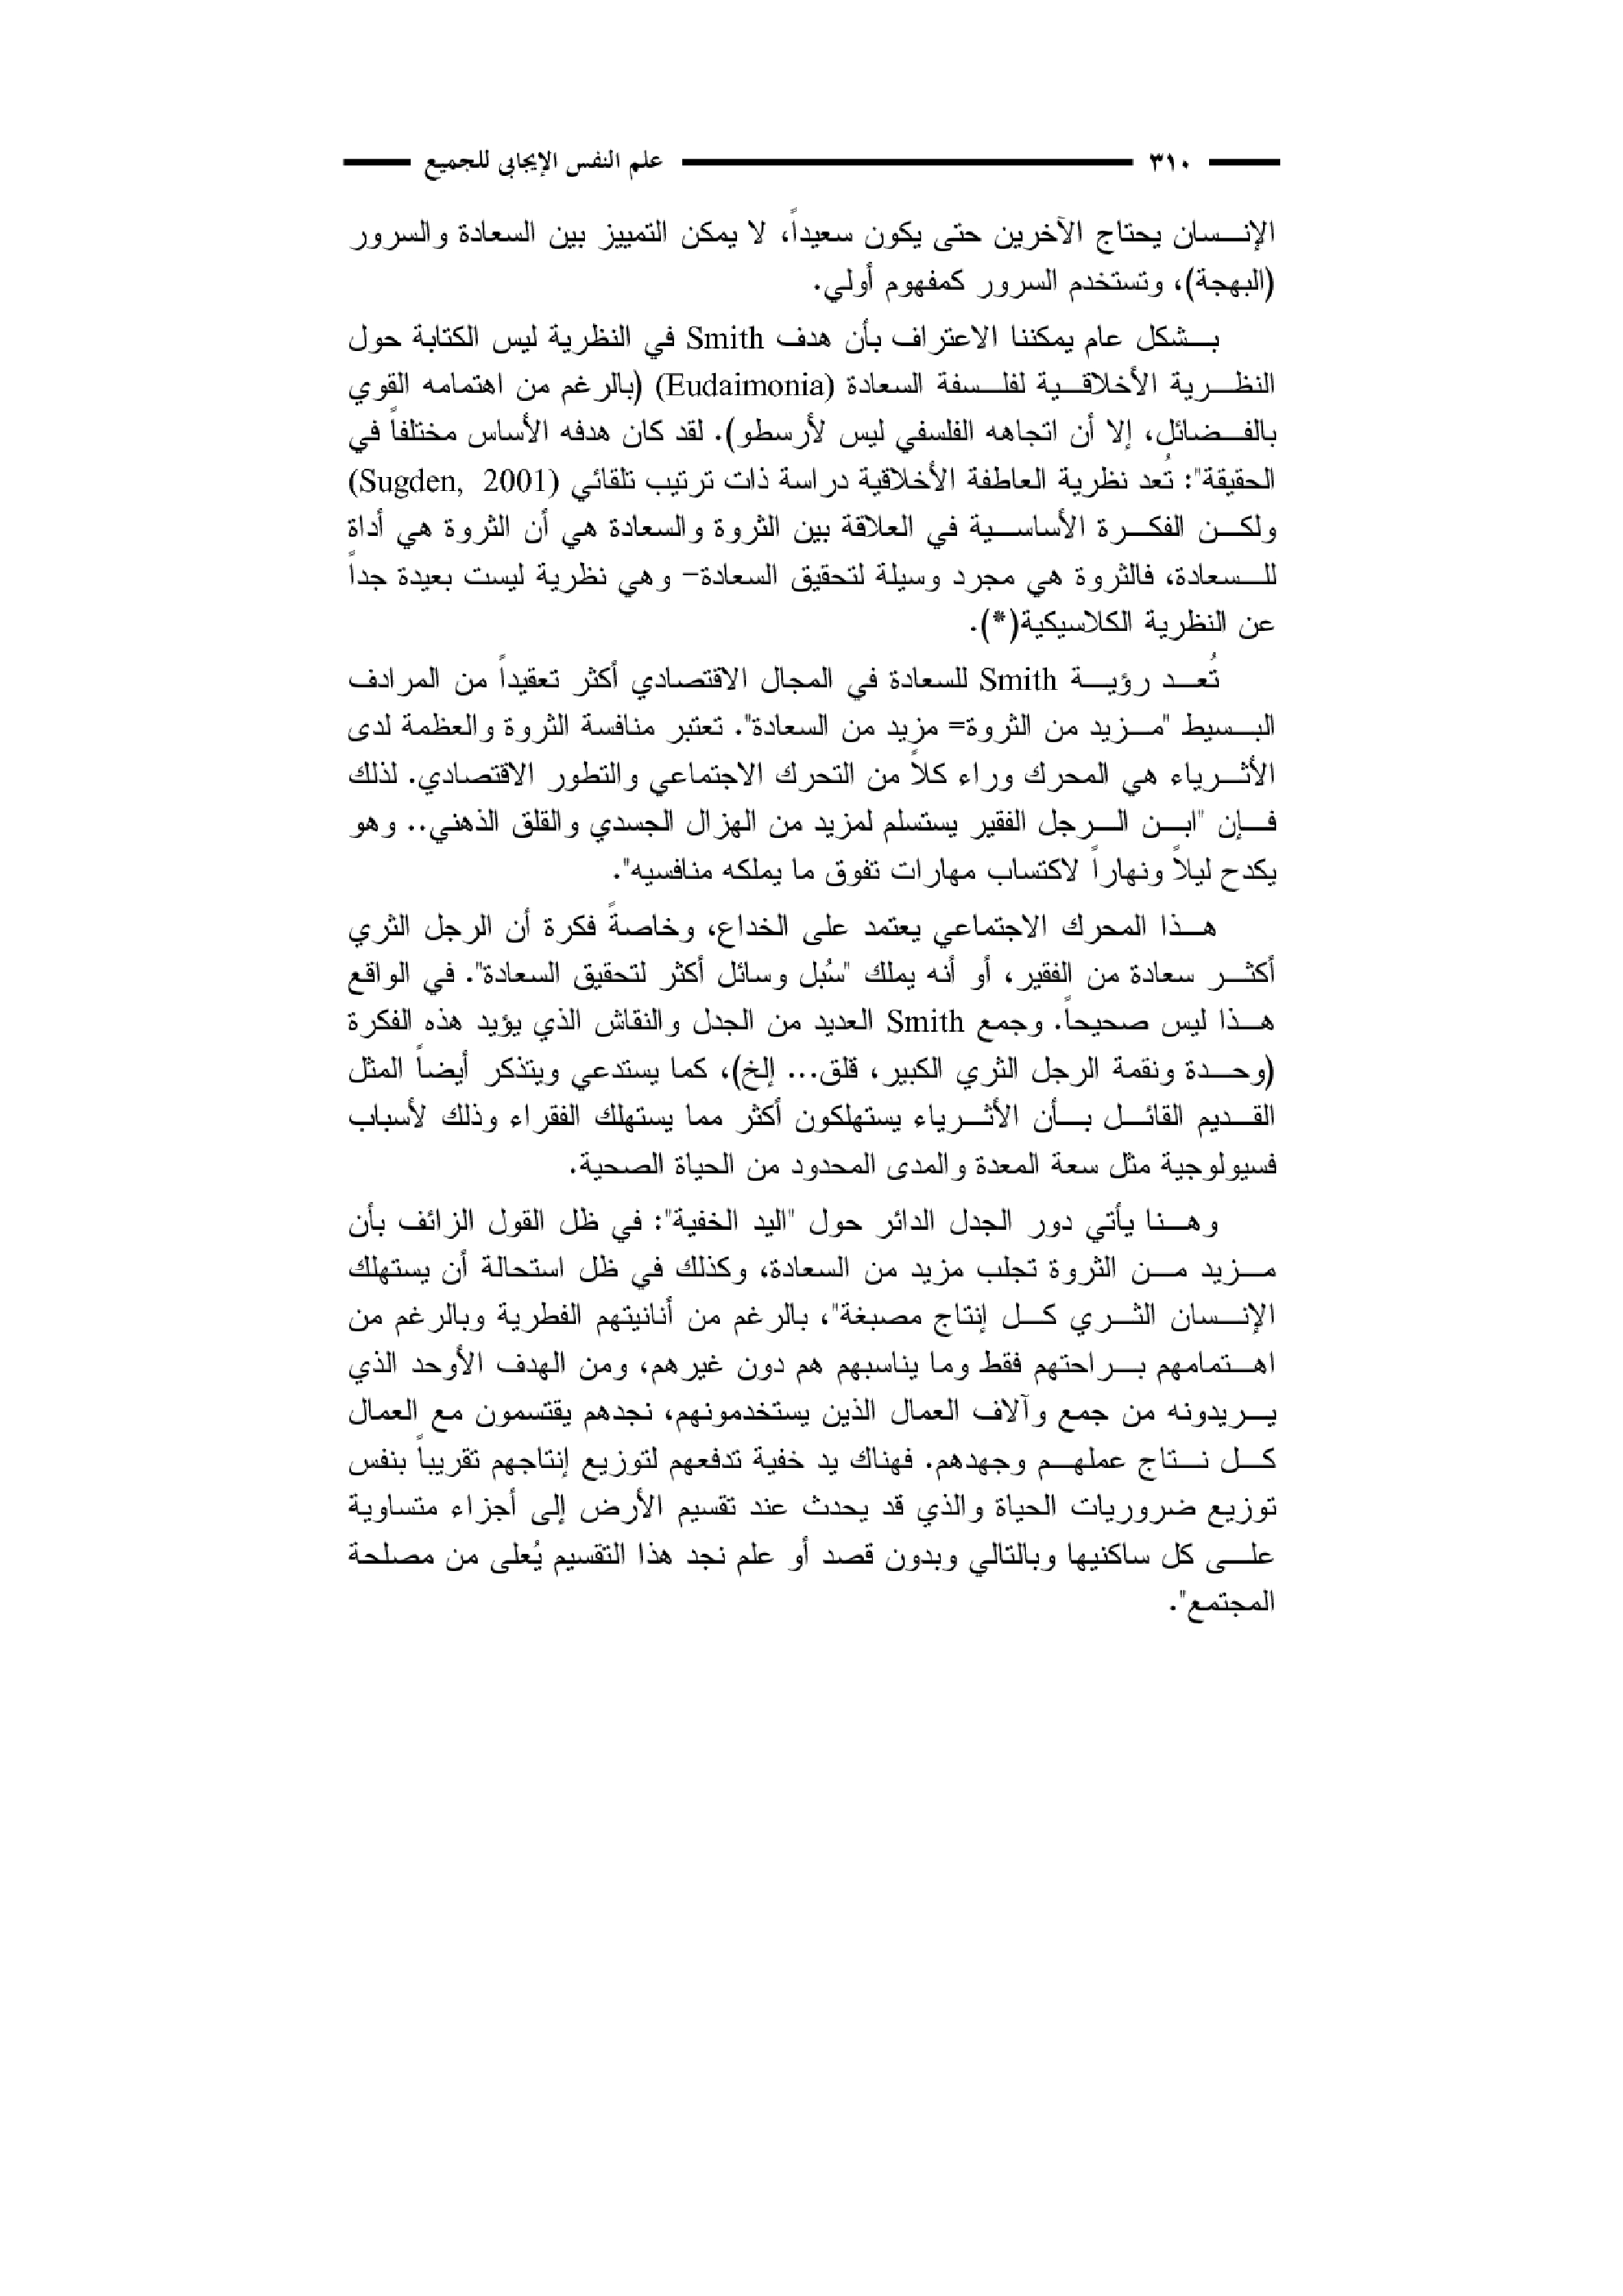 ٣١٠ علم النفس الإيجابي للجميع
الإنسان يحتاج الآخرين حتى يكون سعيداً، لا يمكن التمييز بين السعادة والسرور
(البهجة)، وتستخدم السرور كمفهوم أولي.
بشكل عام يمكننا الاعتراف بأن هدف Smith في النظرية ليس الكتابة حول
النظرية الأخلاقية لفلسفة السعادة (Eudaimonia) (بالرغم من اهتمامه القوي
بالفضائل، إلا أن اتجاهه الفلسفي ليس لأرسطو). لقد كان هدفه الأساس مختلفاً في
الحقيقة": تُعد نظرية العاطفة الأخلاقية دراسة ذات ترتيب تلقائي (Sugden, 2001)
ولكن الفكرة الأساسية في العلاقة بين الثروة والسعادة هي أن الثروة هي أداة
للسعادة، فالثروة هي مجرد وسيلة لتحقيق السعادة– وهي نظرية ليست بعيدة جداً
عن النظرية الكلاسيكية(*).
تُعد رؤية Smith للسعادة في المجال الاقتصادي أكثر تعقيداً من المرادف
البسيط "مزيد من الثروة= مزيد من السعادة". تعتبر منافسة الثروة والعظمة لدى
الأثرياء هي المحرك وراء كلاً من التحرك الاجتماعي والتطور الاقتصادي. لذلك
فإن "ابن الرجل الفقير يستسلم لمزيد من الهزال الجسدي والقلق الذهني.. وهو
يكدح ليلاً ونهاراً لاكتساب مهارات تفوق ما يملكه منافسيه".
هذا المحرك الاجتماعي يعتمد على الخداع، وخاصةً فكرة أن الرجل الثري
أكثر سعادة من الفقير، أو أنه يملك "سُبل وسائل أكثر لتحقيق السعادة". في الواقع
هذا ليس صحيحاً. وجمع Smith العديد من الجدل والنقاش الذي يؤيد هذه الفكرة
(وحدة ونقمة الرجل الثري الكبير، قلق... إلخ)، كما يستدعي ويتذكر أيضاً المثل
القديم القائل بأن الأثرياء يستهلكون أكثر مما يستهلك الفقراء وذلك لأسباب
فسيولوجية مثل سعة المعدة والمدى المحدود من الحياة الصحية.
وهنا يأتي دور الجدل الدائر حول "اليد الخفية": في ظل القول الزائف بأن
مزيد من الثروة تجلب مزيد من السعادة، وكذلك في ظل استحالة أن يستهلك
الإنسان الثري كل إنتاج مصبغة"، بالرغم من أنانيتهم الفطرية وبالرغم من
اهتمامهم براحتهم فقط وما يناسبهم هم دون غيرهم، ومن الهدف الأوحد الذي
يريدونه من جمع وآلاف العمال الذين يستخدمونهم، نجدهم يقتسمون مع العمال
كل نتاج عملهم وجهدهم. فهناك يد خفية تدفعهم لتوزيع إنتاجهم تقريباً بنفس
توزيع ضروريات الحياة والذي قد يحدث عند تقسيم الأرض إلى أجزاء متساوية
على كل ساكنيها وبالتالي وبدون قصد أو علم نجد هذا التقسيم يُعلى من مصلحة
المجتمع".